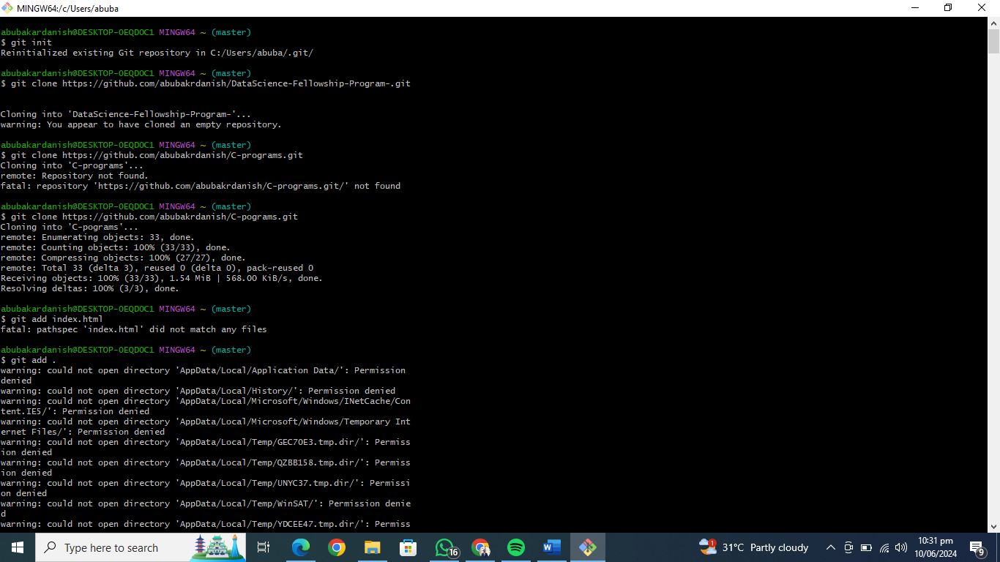 MINGW64:/c/Users/abuba
abubakardanish@DESKTOP-OEQDOC1 MINGW64 ~ (master)
$ git init
Reinitialized existing Git repository in C:/Users/abuba/.git/
abubakardanish@DESKTOP-OEQDOC1 MINGW64 ~ (master)
$ git clone https://github.com/abubakrdanish/DataScience-Fellowship-Program-.git
Cloning into 'DataScience-Fellowship-Program-'...
warning: You appear to have cloned an empty repository.
abubakardanish@DESKTOP-OEQDOC1 MINGW64 ~ (master)
$ git clone https://github.com/abubakrdanish/C-programs.git
Cloning into 'C-programs'...
remote: Repository not found.
fatal: repository 'https://github.com/abubakrdanish/C-programs.git/' not found
abubakardanish@DESKTOP-OEQDOC1 MINGW64 ~ (master)
$ git clone https://github.com/abubakrdanish/C-pograms.git
Cloning into 'C-pograms'...
remote: Enumerating objects: 33, done.
remote: Counting objects: 100% (33/33), done.
remote: Compressing objects: 100% (27/27), done.
remote: Total 33 (delta 3), reused 0 (delta 0), pack-reused 0
Receiving objects: 100% (33/33), 1.54 MiB | 568.00 KiB/s, done.
Resolving deltas: 100% (3/3), done.
abubakardanish@DESKTOP-OEQDOC1 MINGW64 ~ (master)
$ git add index.html
fatal: pathspec 'index.html' did not match any files
abubakardanish@DESKTOP-OEQDOC1 MINGW64 ~ (master)
$ git add .
warning: could not open directory 'AppData/Local/Application Data/': Permission
denied
warning: could not open directory 'AppData/Local/History/': Permission denied
warning: could not open directory 'AppData/Local/Microsoft/Windows/INetCache/Con
tent.IE5/': Permission denied
warning: could not open directory 'AppData/Local/Microsoft/Windows/Temporary Int
ernet Files/': Permission denied
warning: could not open directory 'AppData/Local/Temp/GEC70E3.tmp.dir/': Permiss
ion denied
warning: could not open directory 'AppData/Local/Temp/QZBB158.tmp.dir/': Permiss
ion denied
warning: could not open directory 'AppData/Local/Temp/UNYC37.tmp.dir/': Permissi
on denied
warning: could not open directory 'AppData/Local/Temp/WinSAT/': Permission denie
d
warning: could not open directory 'AppData/Local/Temp/YDCEE47.tmp.dir/': Permiss
Type here to search
16
W
1
31°C Partly cloudy
10:31 pm
10/06/2024
9